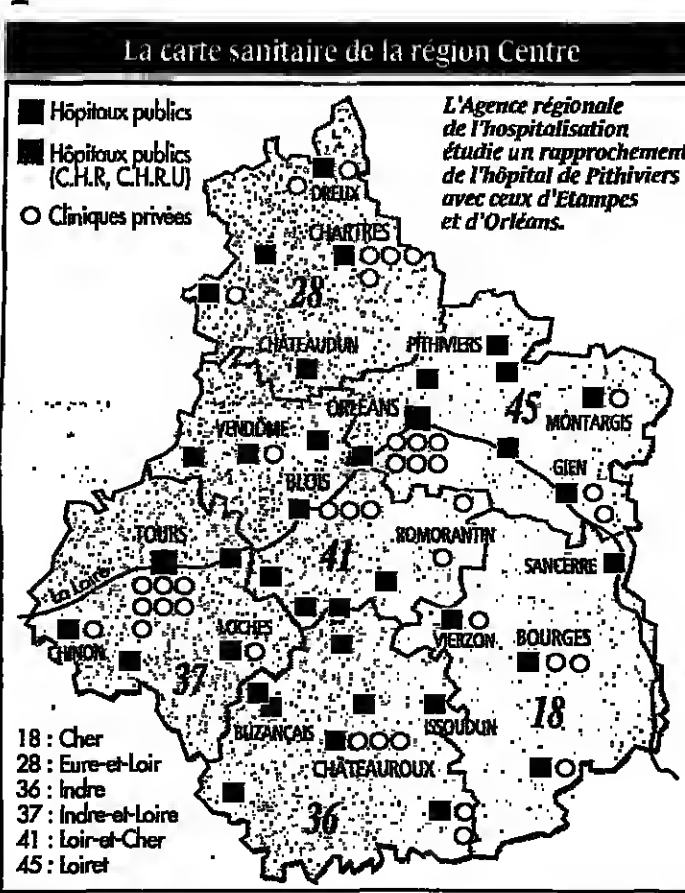 La carte sanitaire de la région Centre
Hôpitaux publics
Hôpitaux publics
(C.H.R, C.H.R.U)
Cliniques privées
L'Agence régionale
de l'hospitalisation
étudie un rapprochement
de l'hôpital de Pithiviers
avec ceux d'Etampes
et d'Orléans.
DREUX
CHARTRES
28
CHÂTEAUDUN
PITHIVIERS
ORLÉANS
45
MONTARGIS
VENDÔME
GIEN
BLOIS
TOURS
41
ROMORANTIN
SANCERRE
La Loire
LOCHES
VIERZON
BOURGES
CHINON
37
18
BUZANÇAIS
ISSOUDUN
CHÂTEAUROUX
36
18 : Cher
28 : Eure-et-Loir
36 : Indre
37 : Indre-et-Loire
41 : Loir-et-Cher
45 : Loiret